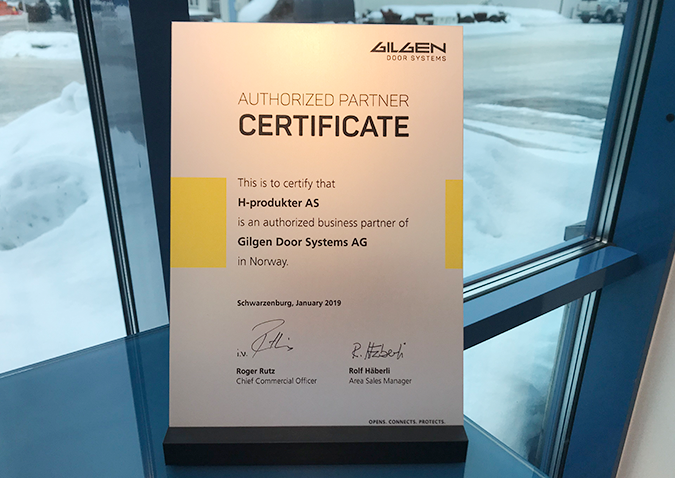 GILGEN
DOOR SYSTEMS
AUTHORIZED PARTNER
CERTIFICATE
This is to certify that
H-produkter AS
is an authorized business partner of
Gilgen Door Systems AG
in Norway.
Schwarzenburg, January 2019
i.V.
R. Häberli
Roger Rutz
Rolf Häberli
Chief Commercial Officer
Area Sales Manager
OPENS. CONNECTS. PROTECTS.